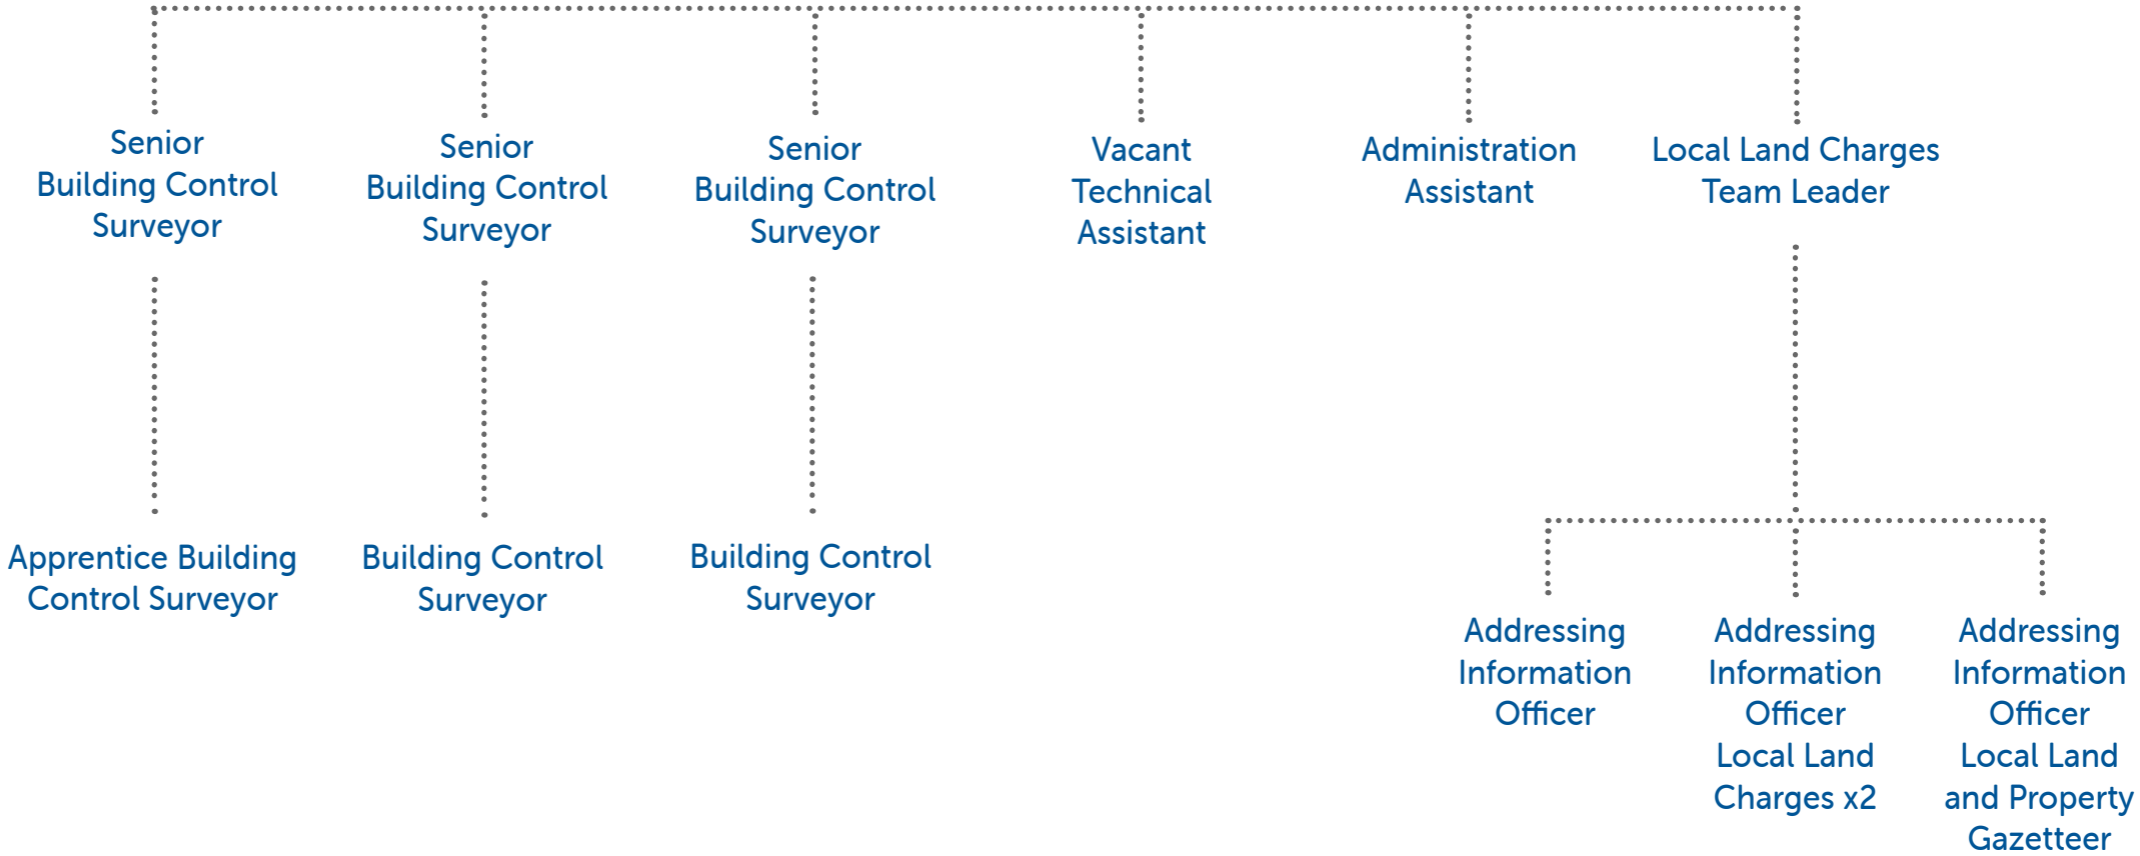 Senior
Building Control
Surveyor
Senior
Building Control
Surveyor
Senior
Building Control
Surveyor
Vacant
Technical
Assistant
Administration
Assistant
Local Land Charges
Team Leader
Apprentice Building
Control Surveyor
Building Control
Surveyor
Building Control
Surveyor
Addressing
Information
Officer
Addressing
Information
Officer
Local Land
Charges x2
Addressing
Information
Officer
Local Land
and Property
Gazetteer